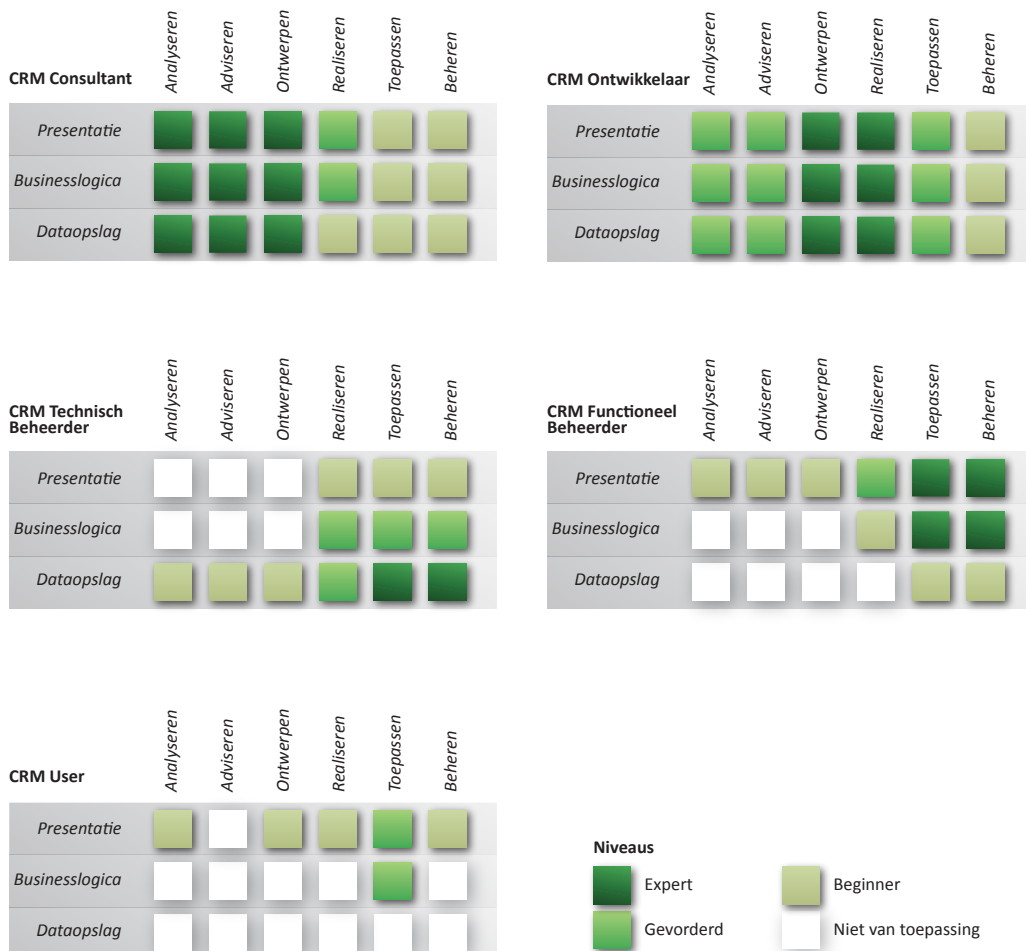 CRM Consultant
Analyseren
Adviseren
Ontwerpen
Realiseren
Toepassen
Beheren
Presentatie
Businesslogica
Dataopslag
CRM Ontwikkelaar
Analyseren
Adviseren
Ontwerpen
Realiseren
Toepassen
Beheren
Presentatie
Businesslogica
Dataopslag
CRM Technisch
Beheerder
Analyseren
Adviseren
Ontwerpen
Realiseren
Toepassen
Beheren
Presentatie
Businesslogica
Dataopslag
CRM Functioneel
Beheerder
Analyseren
Adviseren
Ontwerpen
Realiseren
Toepassen
Beheren
Presentatie
Businesslogica
Dataopslag
CRM User
Analyseren
Adviseren
Ontwerpen
Realiseren
Toepassen
Beheren
Presentatie
Businesslogica
Dataopslag
Niveaus
Expert
Beginner
Gevorderd
Niet van toepassing